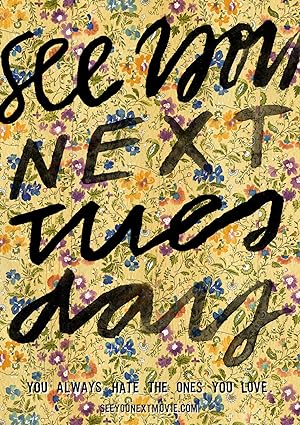 see you
NEXT
tues
day
YOU ALWAYS HATE THE ONES YOU LOVE
SEEYOUNEXTMOVIE.COM